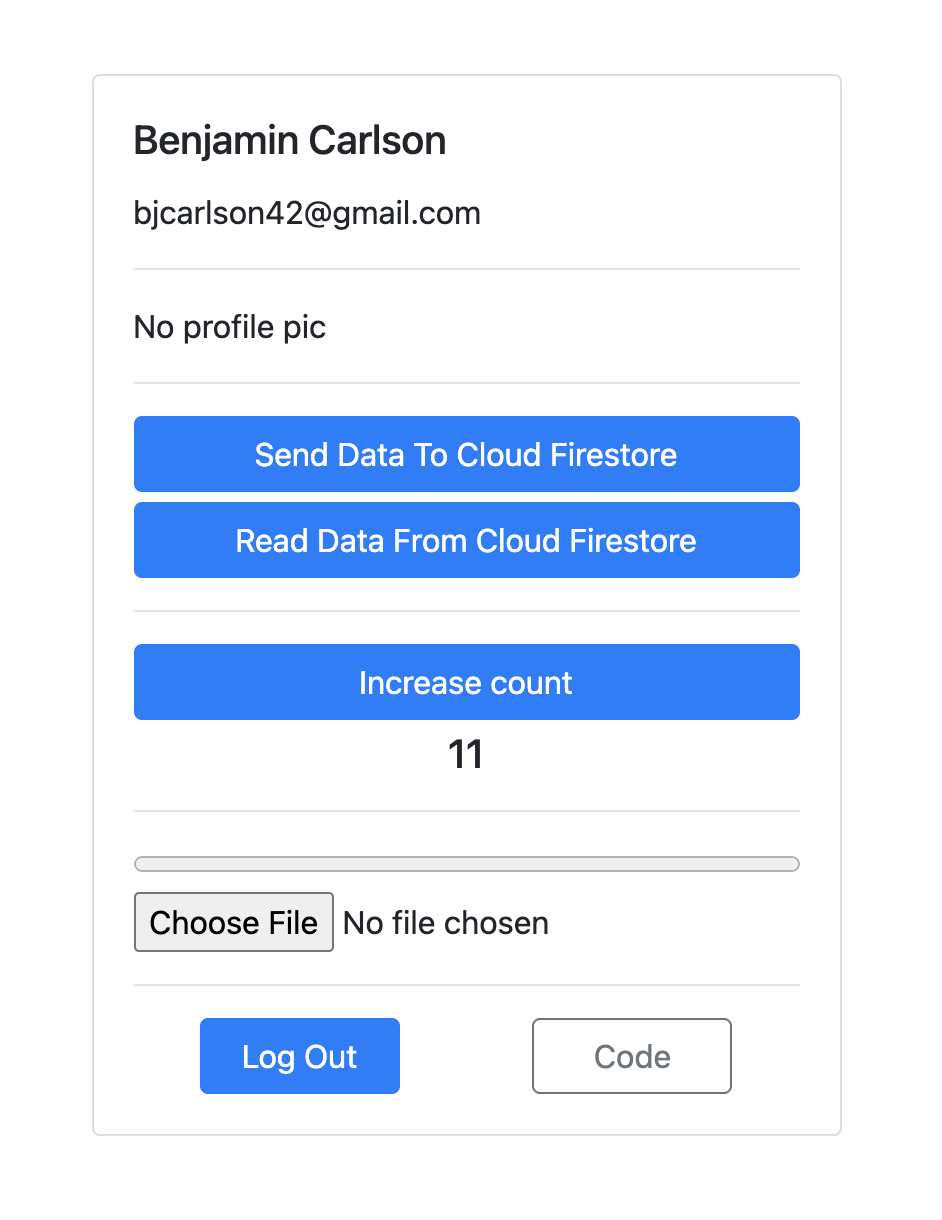 Benjamin Carlson
bjcarlson42@gmail.com
No profile pic
Send Data To Cloud Firestore
Read Data From Cloud Firestore
Increase count
11
Choose File No file chosen
Log Out Code